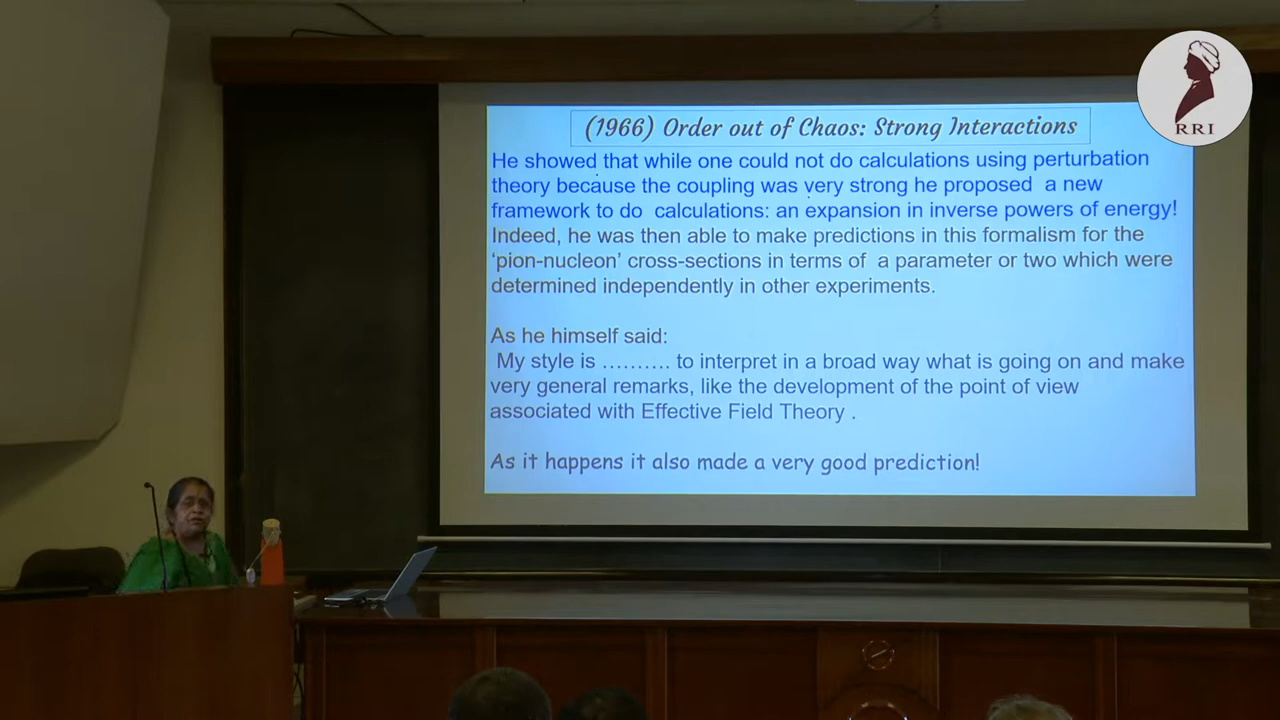 RRI
(1966) Order out of Chaos: Strong Interactions
He showed that while one could not do calculations using perturbation
theory because the coupling was very strong he proposed a new
framework to do calculations: an expansion in inverse powers of energy!
Indeed, he was then able to make predictions in this formalism for the
‘pion-nucleon’ cross-sections in terms of a parameter or two which were
determined independently in other experiments.
As he himself said:
My style is .......... to interpret in a broad way what is going on and make
very general remarks, like the development of the point of view
associated with Effective Field Theory .
As it happens it also made a very good prediction!